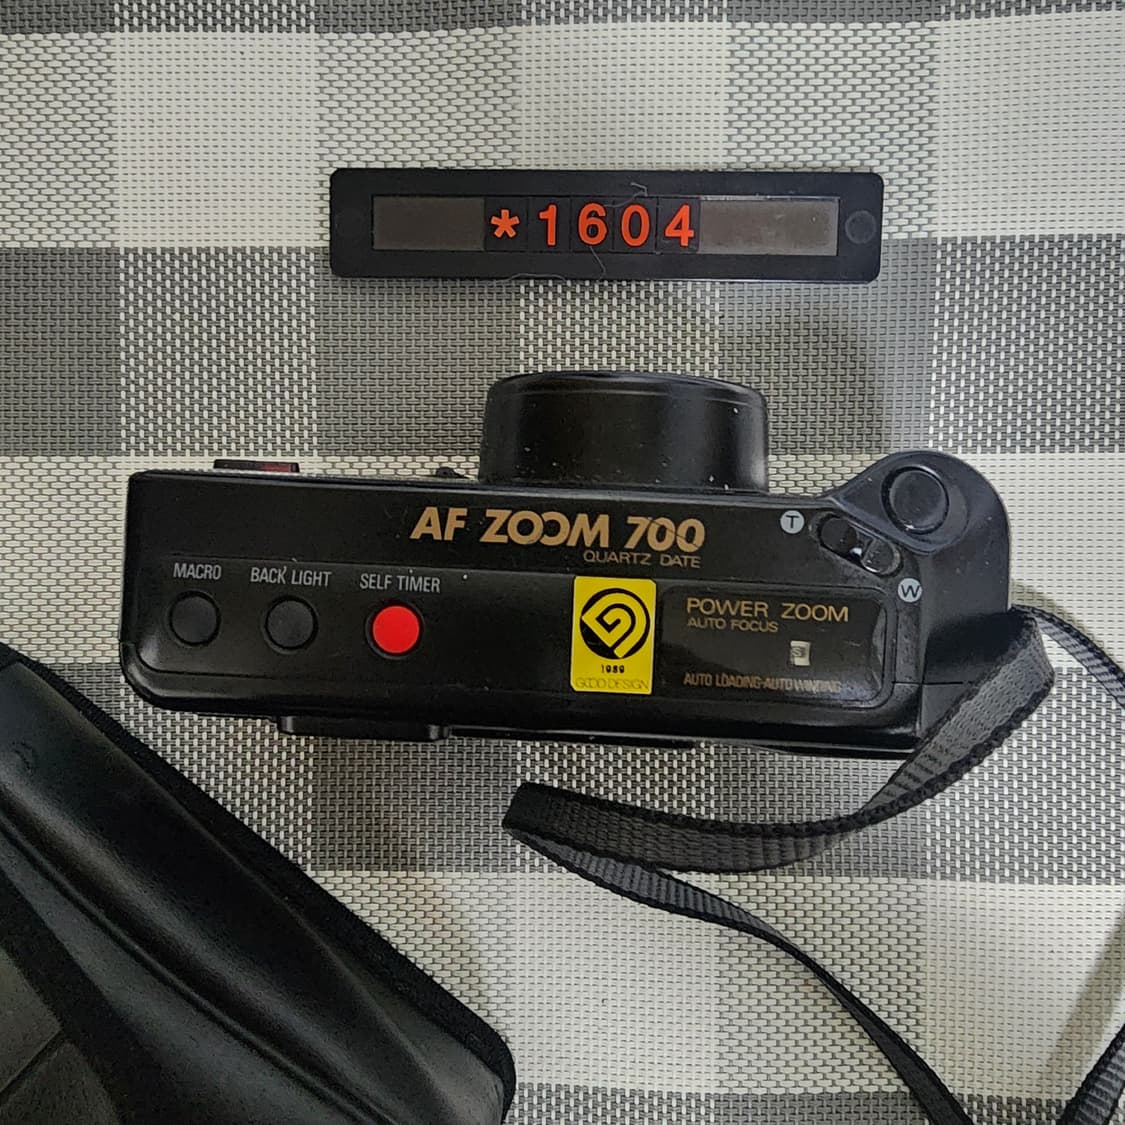 *1604
AF ZOOM 700
QUARTZ DATE
T
W
MACRO
BACK LIGHT
SELF TIMER
1989
GOOD DESIGN
POWER ZOOM
AUTO FOCUS
S
AUTO LOADING·AUTO WINDING